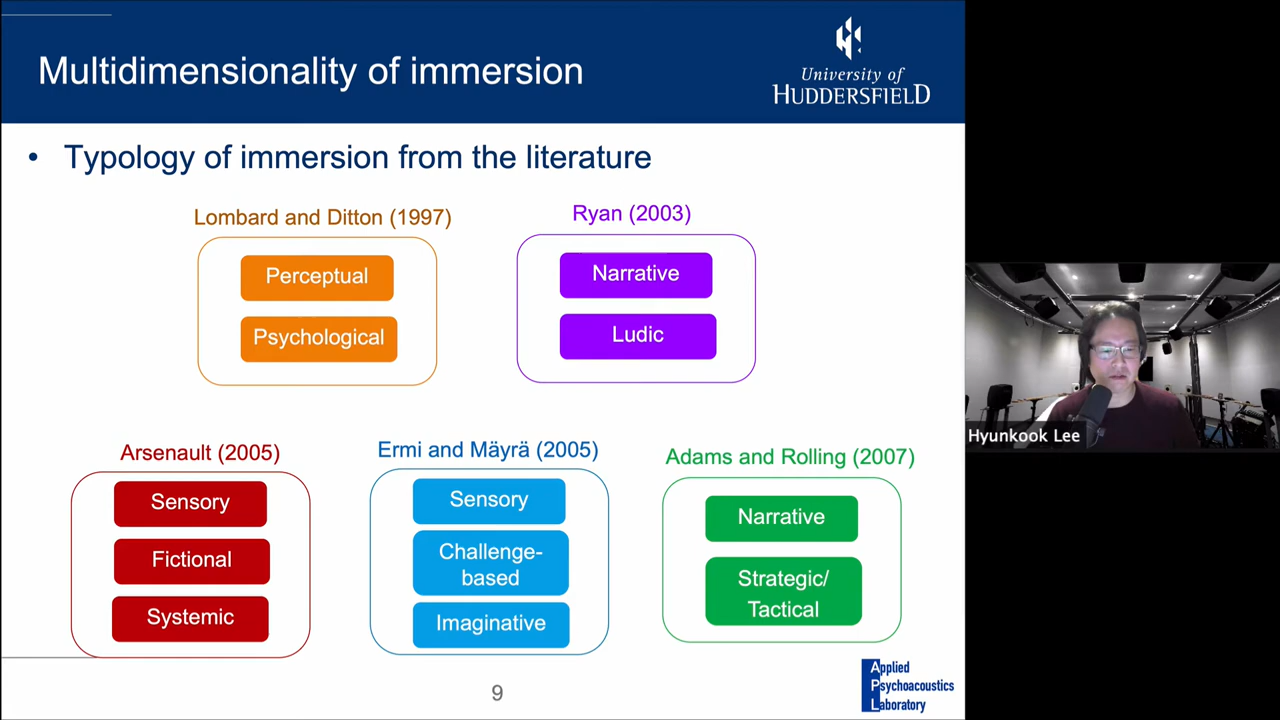 Multidimensionality of immersion
University of
HUDDERSFIELD
• Typology of immersion from the literature
Lombard and Ditton (1997)
Perceptual
Psychological
Ryan (2003)
Narrative
Ludic
Arsenault (2005)
Sensory
Fictional
Systemic
Ermi and Mäyrä (2005)
Sensory
Challenge-
based
Imaginative
Adams and Rolling (2007)
Narrative
Strategic/
Tactical
9
Applied
Psychoacoustics
Laboratory
Hyunkook Lee